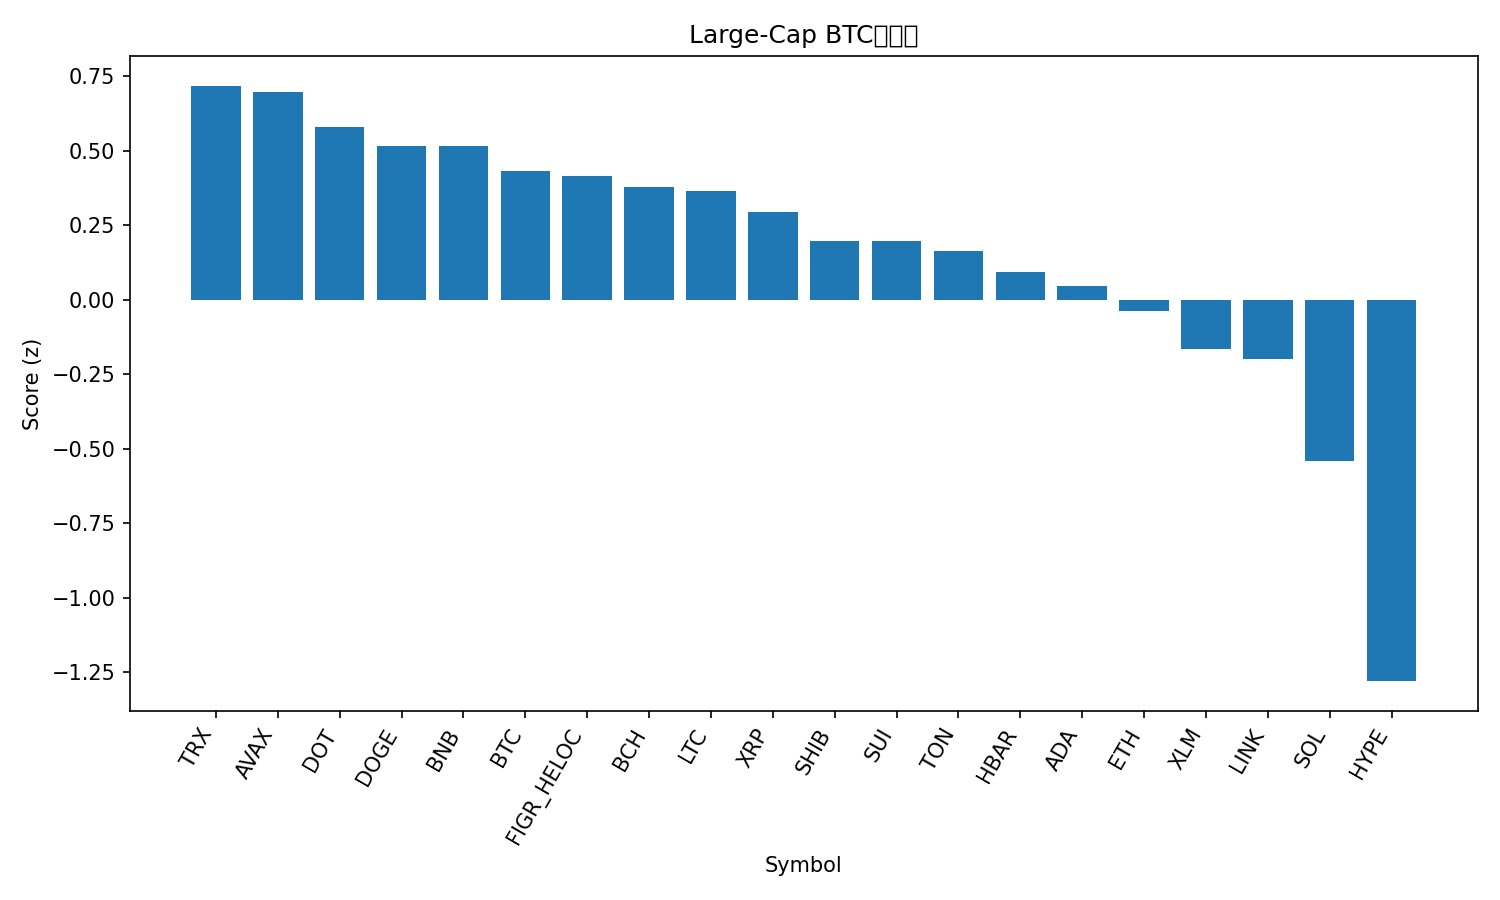 Large-Cap BTC
0.75
0.50
0.25
0.00
−0.25
−0.50
−0.75
−1.00
−1.25
Score (z)
TRX
AVAX
DOT
DOGE
BNB
BTC
FIGR_HELOC
BCH
LTC
XRP
SHIB
SUI
TON
HBAR
ADA
ETH
XLM
LINK
SOL
HYPE
Symbol